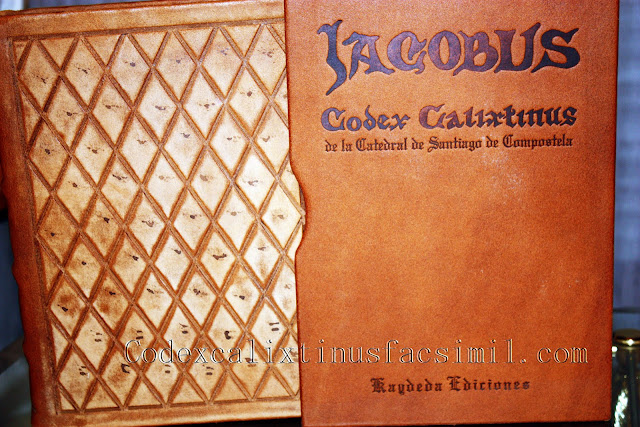 JACOBUS
Codex Calixtinus
de la Catedral de Santiago de Compostela
Codexcalixtinusfacsimil.com
Kaydeda Ediciones